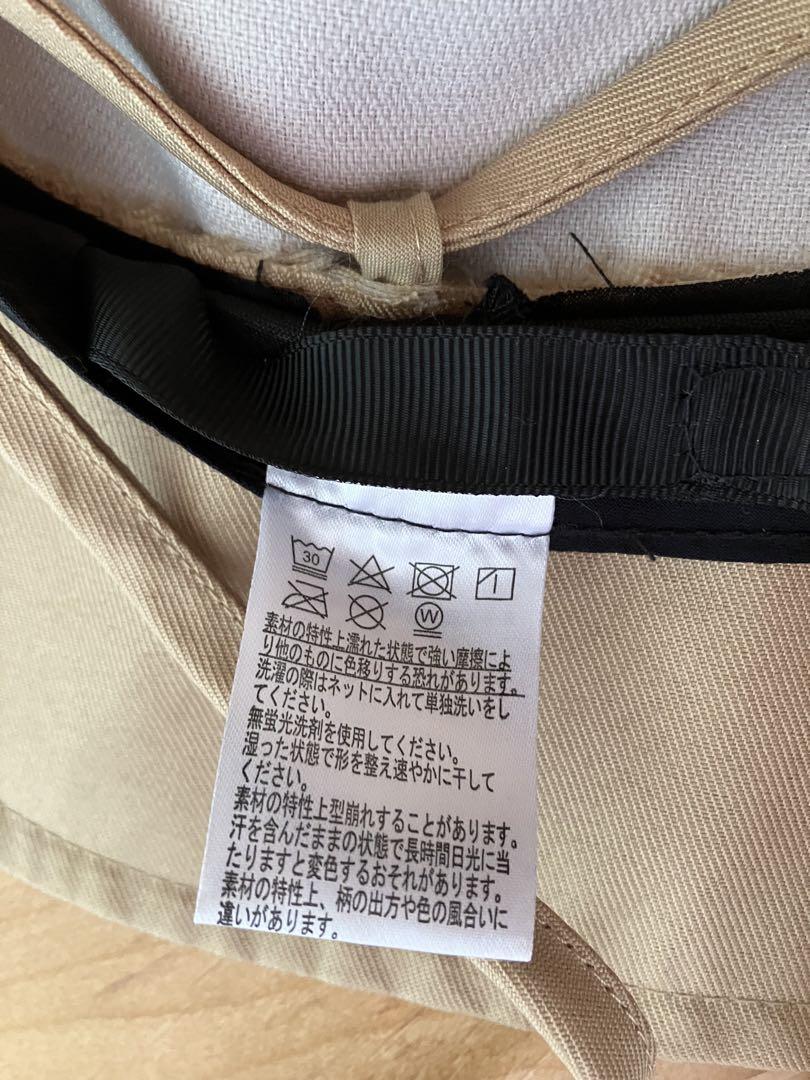 30
W
素材の特性上濡れた状態で強い摩擦によ
り他のものに色移りする恐れがあります。
洗濯の際はネットに入れて単独洗いをし
てください。
無蛍光洗剤を使用してください。
湿った状態で形を整え速やかに干して
ください。
素材の特性上型崩れすることがあります。
汗を含んだままの状態で長時間日光に当
たりますと変色するおそれがあります。
素材の特性上、柄の出方や色の風合いに
違いがあります。